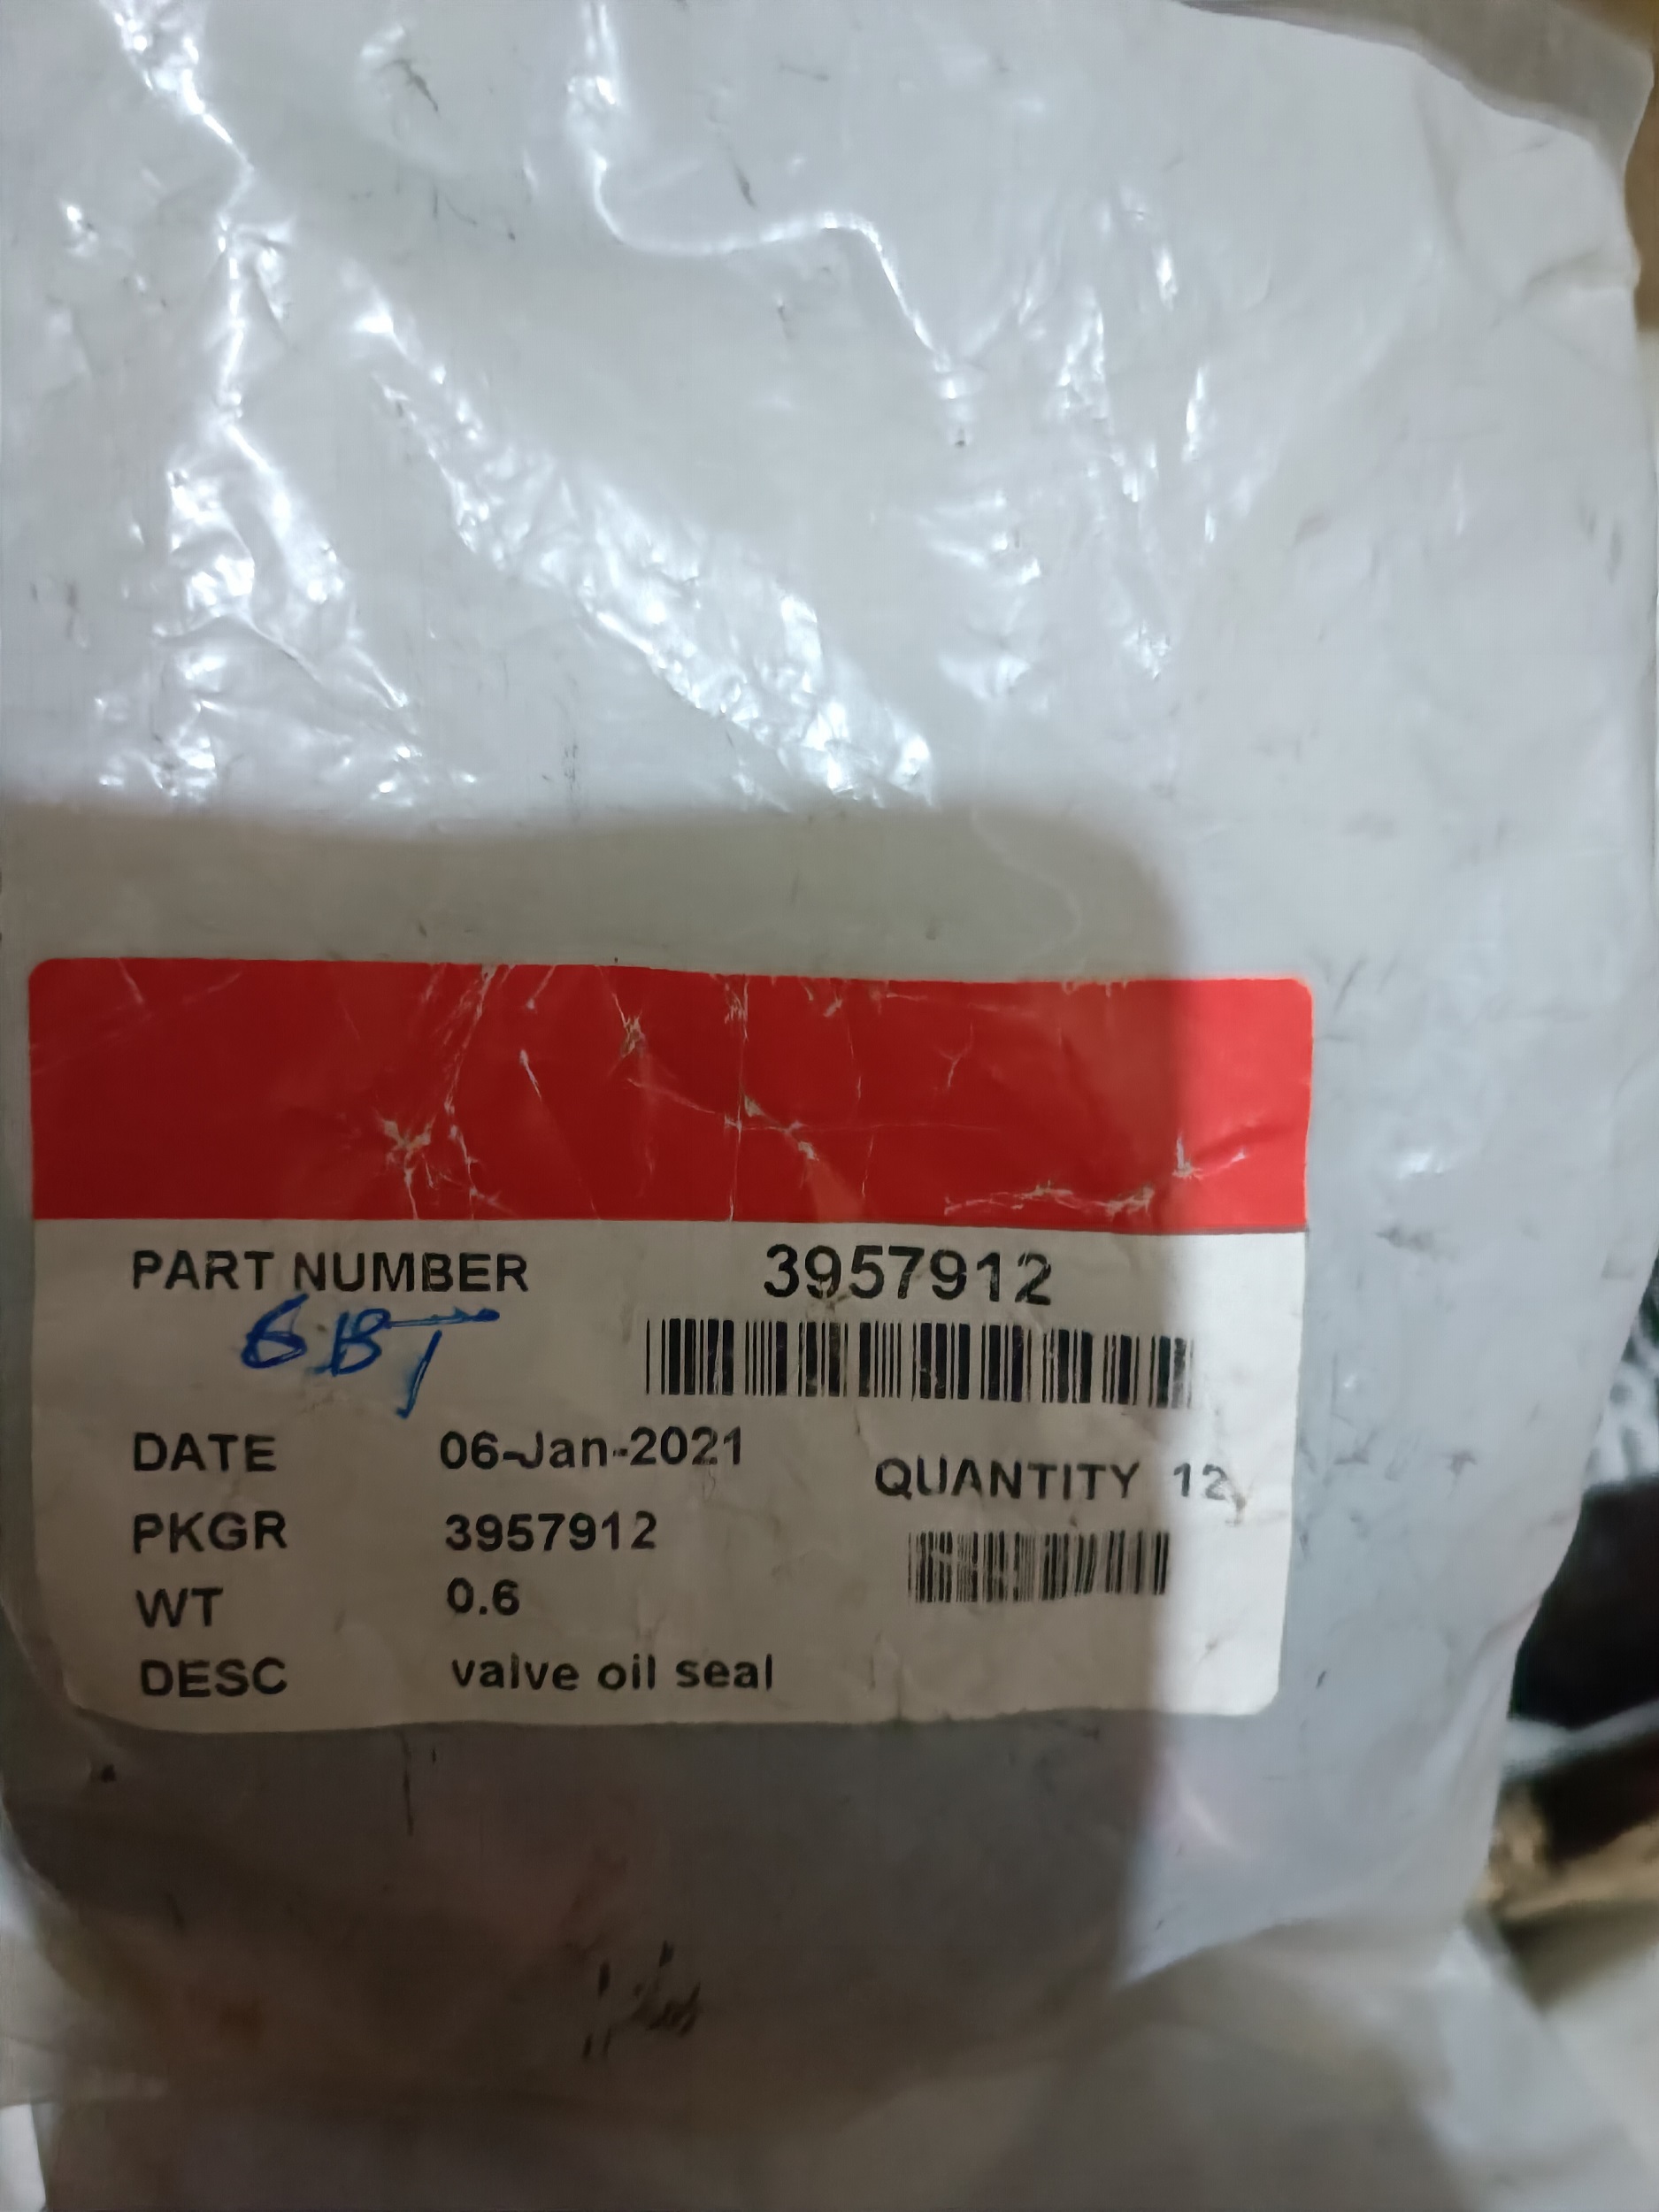 PART NUMBER 3957912
6BT
DATE 06-Jan-2021
QUANTITY 12
PKGR 3957912
WT 0.6
DESC valve oil seal